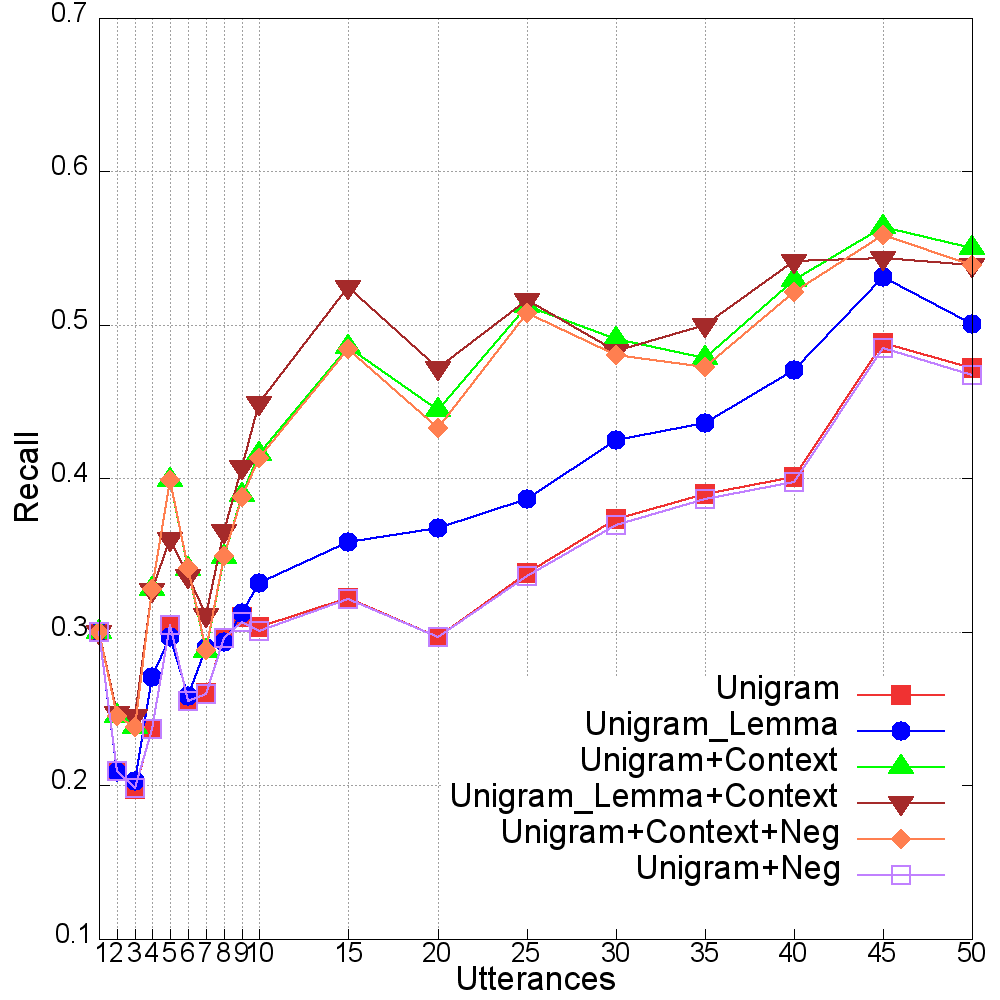 0.7
0.6
0.5
0.4
0.3
0.2
0.1
Recall
Unigram
Unigram_Lemma
Unigram+Context
Unigram_Lemma+Context
Unigram+Context+Neg
Unigram+Neg
1 2 3 4 5 6 7 8 9 10 15 20 25 30 35 40 45 50
Utterances